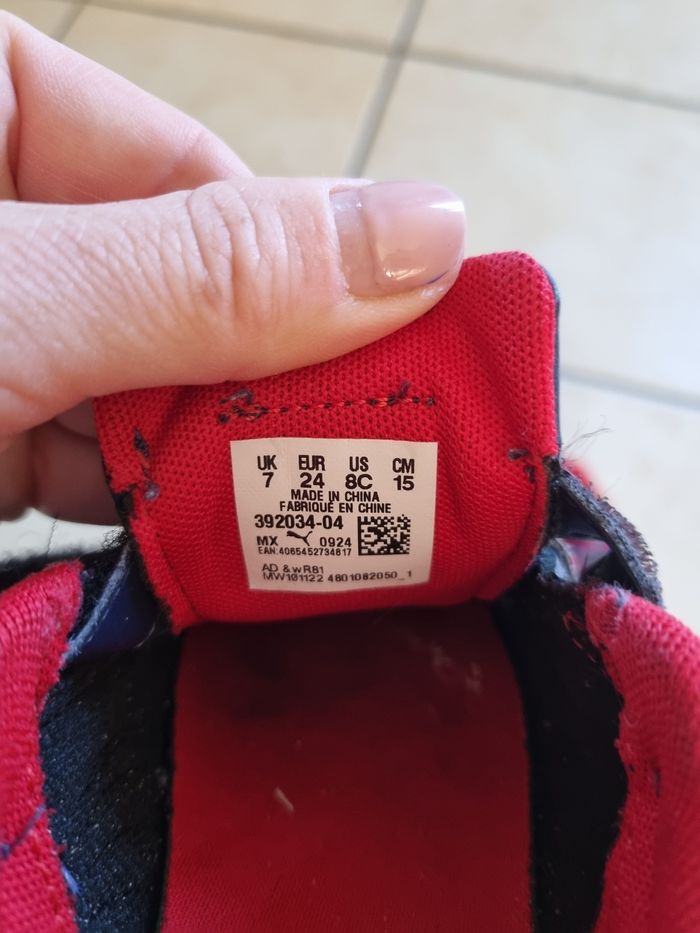 UK EUR US CM
7 24 8C 15
MADE IN CHINA
FABRIQUÉ EN CHINE
392034-04
MX 0924
EAN:4065452734817
AD & wR81
MW101122 4801082050_1